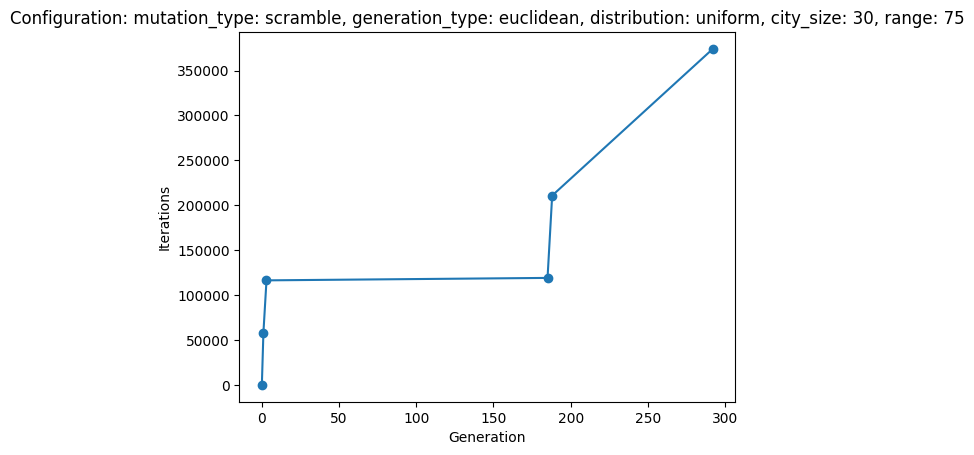 Configuration: mutation_type: scramble, generation_type: euclidean, distribution: uniform, city_size: 30, range: 75
350000
300000
250000
200000
150000
100000
50000
0
Iterations
0 50 100 150 200 250 300
Generation